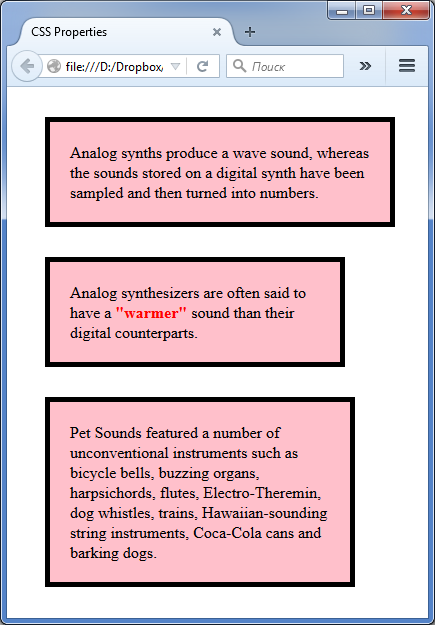 CSS Properties
file:///D:/Dropbox/
Поиск
Analog synths produce a wave sound, whereas
the sounds stored on a digital synth have been
sampled and then turned into numbers.
Analog synthesizers are often said to
have a "warmer" sound than their
digital counterparts.
Pet Sounds featured a number of
unconventional instruments such as
bicycle bells, buzzing organs,
harpsichords, flutes, Electro-Theremin,
dog whistles, trains, Hawaiian-sounding
string instruments, Coca-Cola cans and
barking dogs.